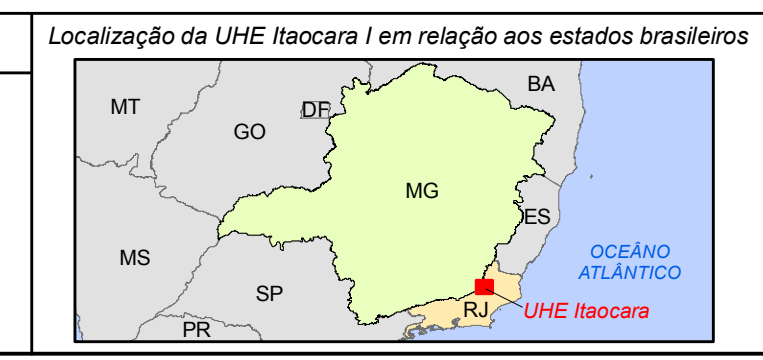 Localização da UHE Itaocara I em relação aos estados brasileiros
BA
MT
DF
GO
MG
ES
MS
OCEÂNO
ATLÂNTICO
SP
RJ
UHE Itaocara
PR